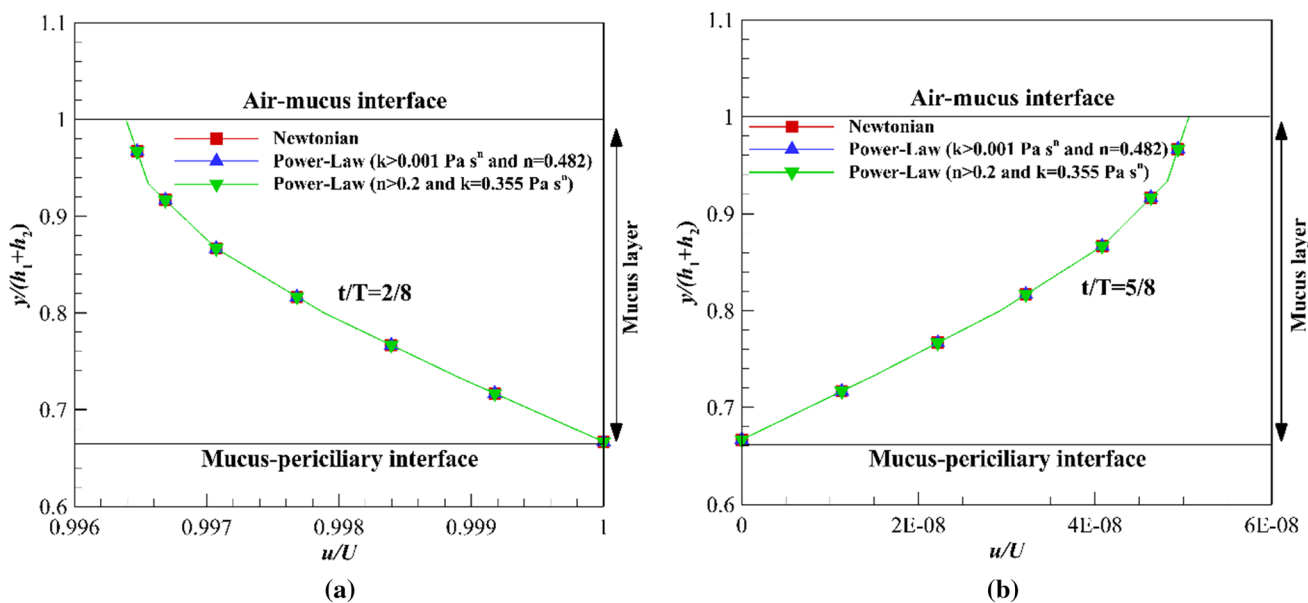 1.1
Air-mucus interface
1
Newtonian
Power-Law (k>0.001 Pa sⁿ and n=0.482)
Power-Law (n>0.2 and k=0.355 Pa sⁿ)
0.9
y/(h₁+h₂)
Mucus layer
t/T=2/8
0.8
0.7
Mucus-periciliary interface
0.6
0.996
0.997
0.998
0.999
1
u/U
(a)
1.1
Air-mucus interface
1
Newtonian
Power-Law (k>0.001 Pa sⁿ and n=0.482)
Power-Law (n>0.2 and k=0.355 Pa sⁿ)
0.9
y/(h₁+h₂)
Mucus layer
t/T=5/8
0.8
0.7
Mucus-periciliary interface
0.6
0
2E-08
4E-08
6E-08
u/U
(b)